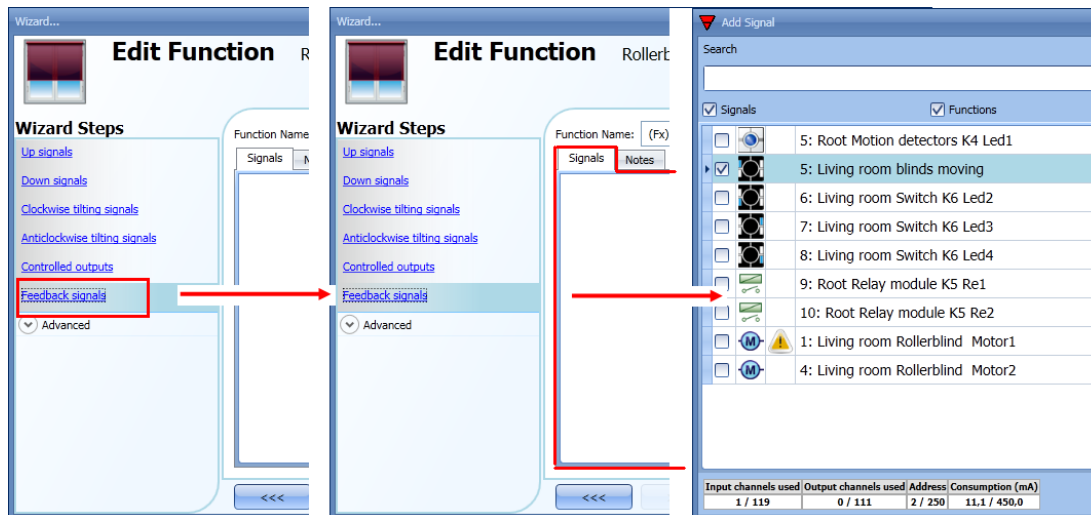 Wizard...
Edit Function
Wizard Steps
Up signals
Down signals
Clockwise tilting signals
Anticlockwise tilting signals
Controlled outputs
Feedback signals
Advanced
Function Name
Signals
<<<
Wizard...
Edit Function
Wizard Steps
Up signals
Down signals
Clockwise tilting signals
Anticlockwise tilting signals
Controlled outputs
Feedback signals
Advanced
Function Name: (Fx)
Signals Notes
<<<
Add Signal
Search
Signals Functions
5: Root Motion detectors K4 Led1
5: Living room blinds moving
6: Living room Switch K6 Led2
7: Living room Switch K6 Led3
8: Living room Switch K6 Led4
9: Root Relay module K5 Re1
10: Root Relay module K5 Re2
1: Living room Rollerblind Motor1
4: Living room Rollerblind Motor2
Input channels used Output channels used Address Consumption (mA)
1 / 119 0 / 111 2 / 250 11,1 / 450,0